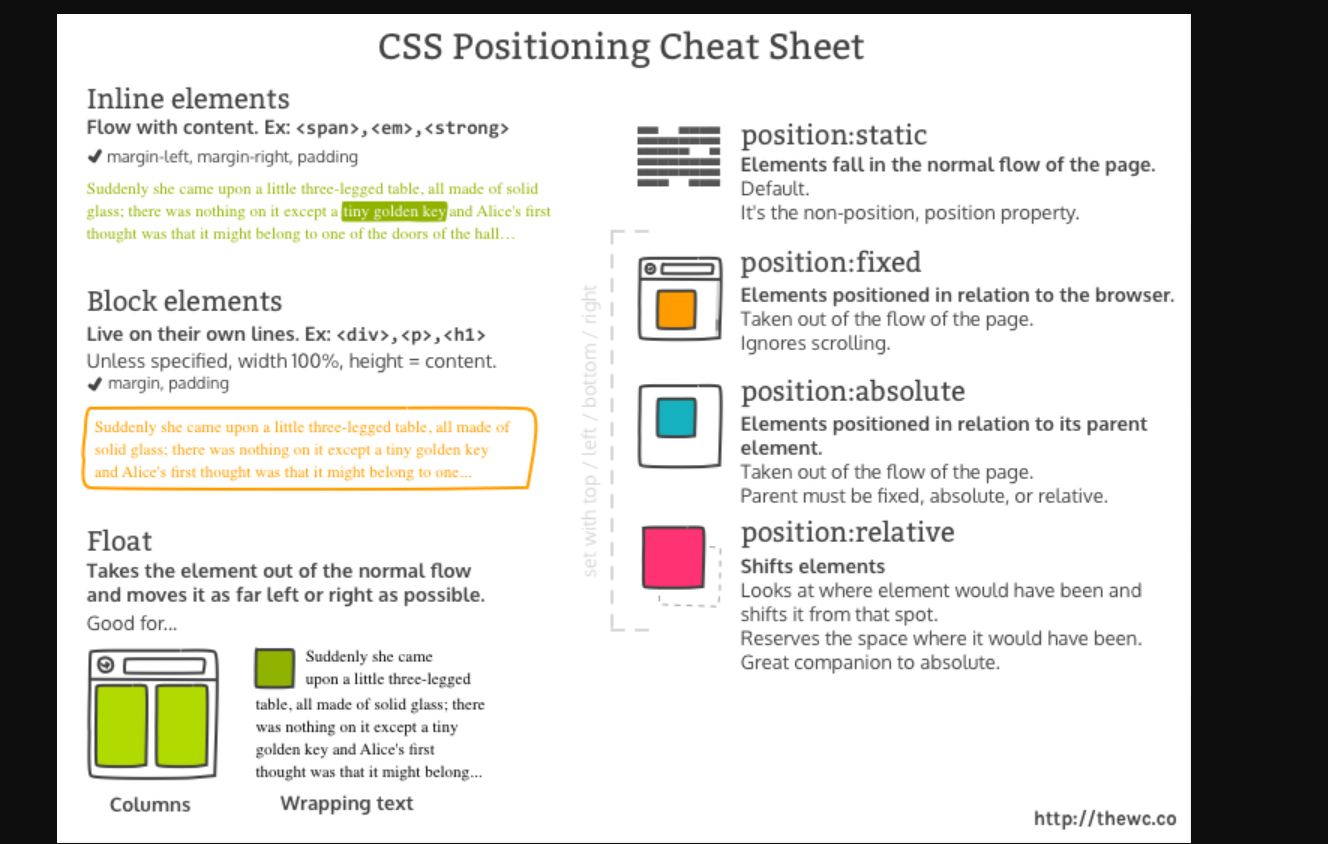 CSS Positioning Cheat Sheet
Inline elements
Flow with content. Ex: <span>,<em>,<strong>
✔ margin-left, margin-right, padding
Suddenly she came upon a little three-legged table, all made of solid
glass; there was nothing on it except a tiny golden key and Alice's first
thought was that it might belong to one of the doors of the hall…
Block elements
Live on their own lines. Ex: <div>,<p>,<h1>
Unless specified, width 100%, height = content.
✔ margin, padding
Suddenly she came upon a little three-legged table, all made of
solid glass; there was nothing on it except a tiny golden key
and Alice's first thought was that it might belong to one...
Float
Takes the element out of the normal flow
and moves it as far left or right as possible.
Good for...
Columns
Suddenly she came
upon a little three-legged
table, all made of solid glass; there
was nothing on it except a tiny
golden key and Alice's first
thought was that it might belong...
Wrapping text
position:static
Elements fall in the normal flow of the page.
Default.
It's the non-position, position property.
set with top / left / bottom / right
position:fixed
Elements positioned in relation to the browser.
Taken out of the flow of the page.
Ignores scrolling.
position:absolute
Elements positioned in relation to its parent
element.
Taken out of the flow of the page.
Parent must be fixed, absolute, or relative.
position:relative
Shifts elements
Looks at where element would have been and
shifts it from that spot.
Reserves the space where it would have been.
Great companion to absolute.
http://thewc.co